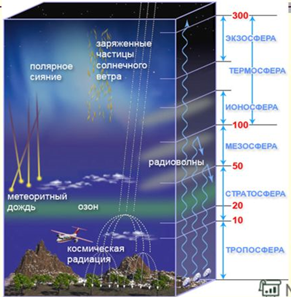 300
ЭКЗОСФЕРА
заряженные
частицы
солнечного
ветра
полярное
сияние
ТЕРМОСФЕРА
ИОНОСФЕРА
100
МЕЗОСФЕРА
радиоволны
50
метеоритный
дождь
озон
СТРАТОСФЕРА
20
10
космическая
радиация
ТРОПОСФЕРА